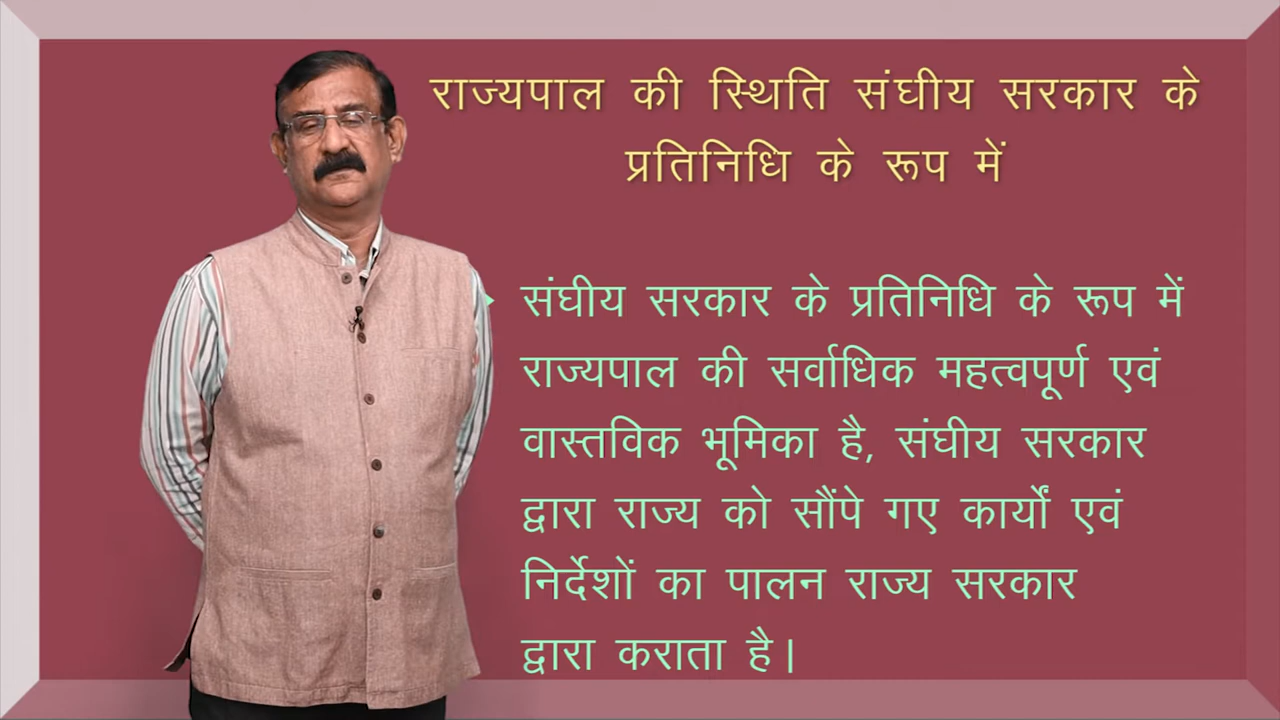 राज्यपाल की स्थिति संघीय सरकार के
प्रतिनिधि के रूप में
संघीय सरकार के प्रतिनिधि के रूप में
राज्यपाल की सर्वाधिक महत्वपूर्ण एवं
वास्तविक भूमिका है, संघीय सरकार
द्वारा राज्य को सौंपे गए कार्यों एवं
निर्देशों का पालन राज्य सरकार
द्वारा कराता है।